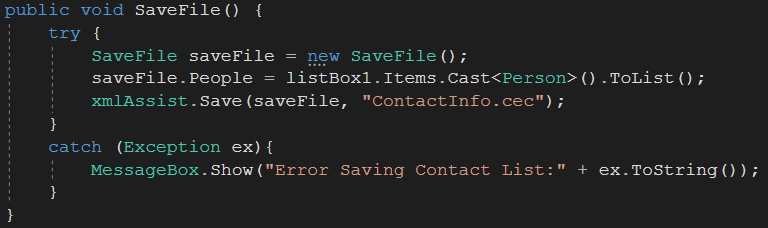 public void SaveFile() {
try {
SaveFile saveFile = new SaveFile();
saveFile.People = listBox1.Items.Cast<Person>().ToList();
xmlAssist.Save(saveFile, "ContactInfo.cec");
}
catch (Exception ex){
MessageBox.Show("Error Saving Contact List:" + ex.ToString());
}
}